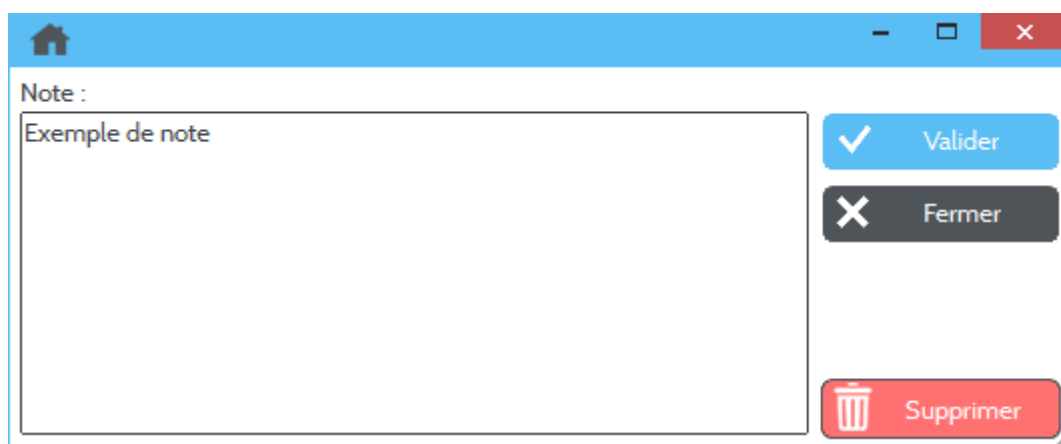 Note :
Exemple de note
Valider
Fermer
Supprimer